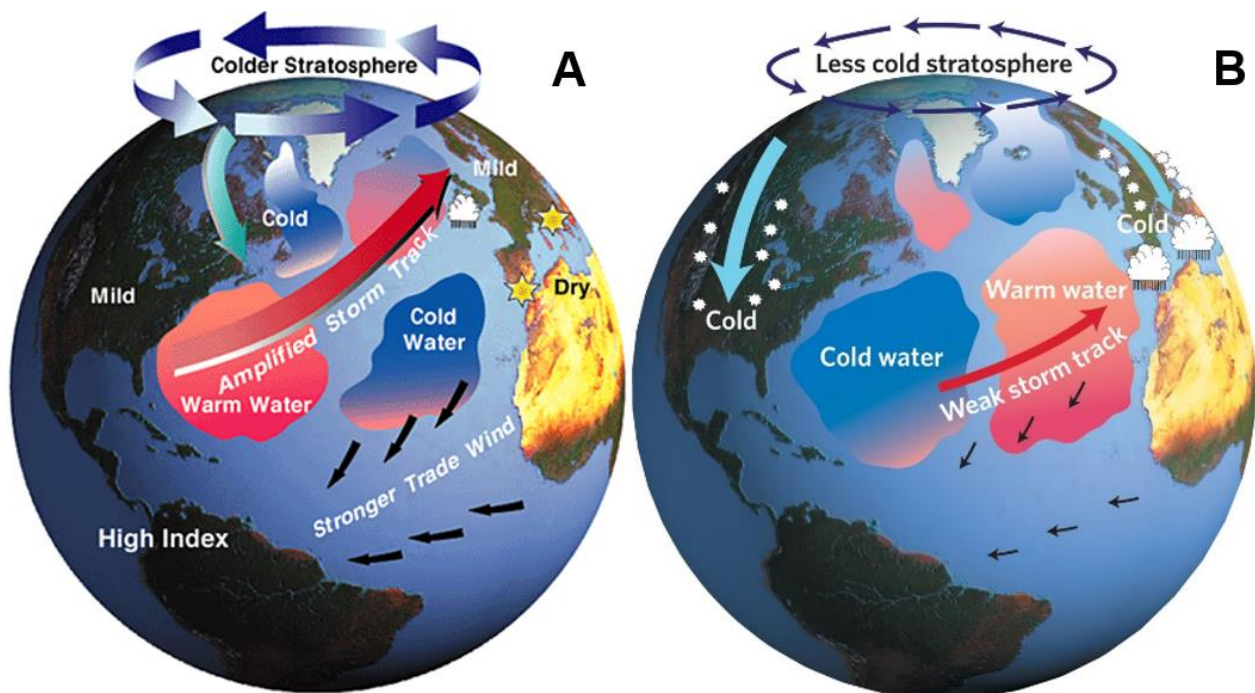 Colder Stratosphere
A
Mild
Cold
Mild
Amplified Storm Track
Warm Water
Cold
Water
Dry
Stronger Trade Wind
High Index
Less cold stratosphere
B
Cold
Cold
Warm water
Cold water
Weak storm track